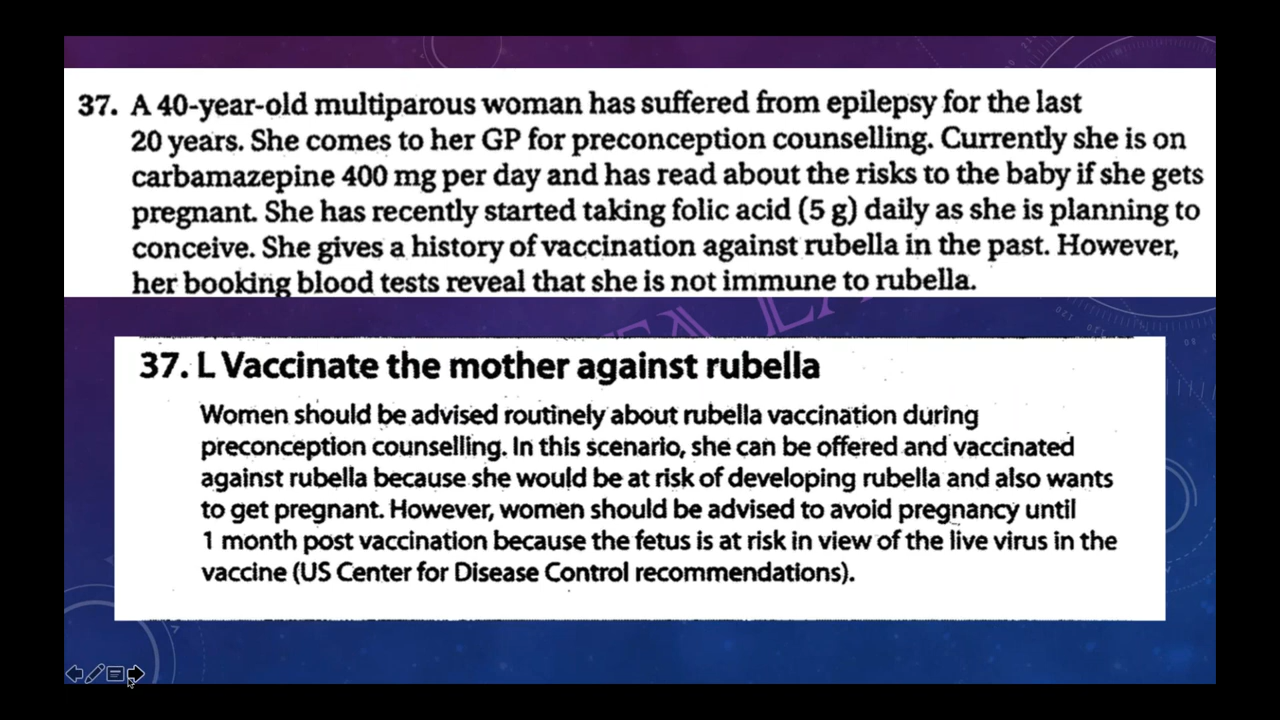 37. A 40-year-old multiparous woman has suffered from epilepsy for the last
20 years. She comes to her GP for preconception counselling. Currently she is on
carbamazepine 400 mg per day and has read about the risks to the baby if she gets
pregnant. She has recently started taking folic acid (5 g) daily as she is planning to
conceive. She gives a history of vaccination against rubella in the past. However,
her booking blood tests reveal that she is not immune to rubella.
37. L Vaccinate the mother against rubella
Women should be advised routinely about rubella vaccination during
preconception counselling. In this scenario, she can be offered and vaccinated
against rubella because she would be at risk of developing rubella and also wants
to get pregnant. However, women should be advised to avoid pregnancy until
1 month post vaccination because the fetus is at risk in view of the live virus in the
vaccine (US Center for Disease Control recommendations).